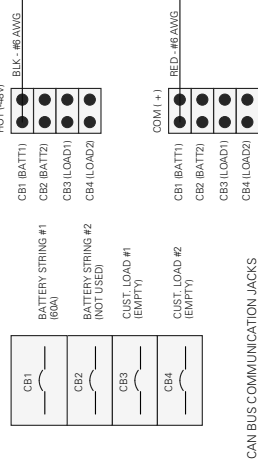 HOT (-48V)
BLK - #6 AWG
CB1 (BATT1)
CB2 (BATT2)
CB3 (LOAD1)
CB4 (LOAD2)
COM ( + )
RED - #6 AWG
CB1 (BATT1)
CB2 (BATT2)
CB3 (LOAD1)
CB4 (LOAD2)
CB1
BATTERY STRING #1
(60A)
CB2
BATTERY STRING #2
(NOT USED)
CB3
CUST. LOAD #1
(EMPTY)
CB4
CUST. LOAD #2
(EMPTY)
CAN BUS COMMUNICATION JACKS